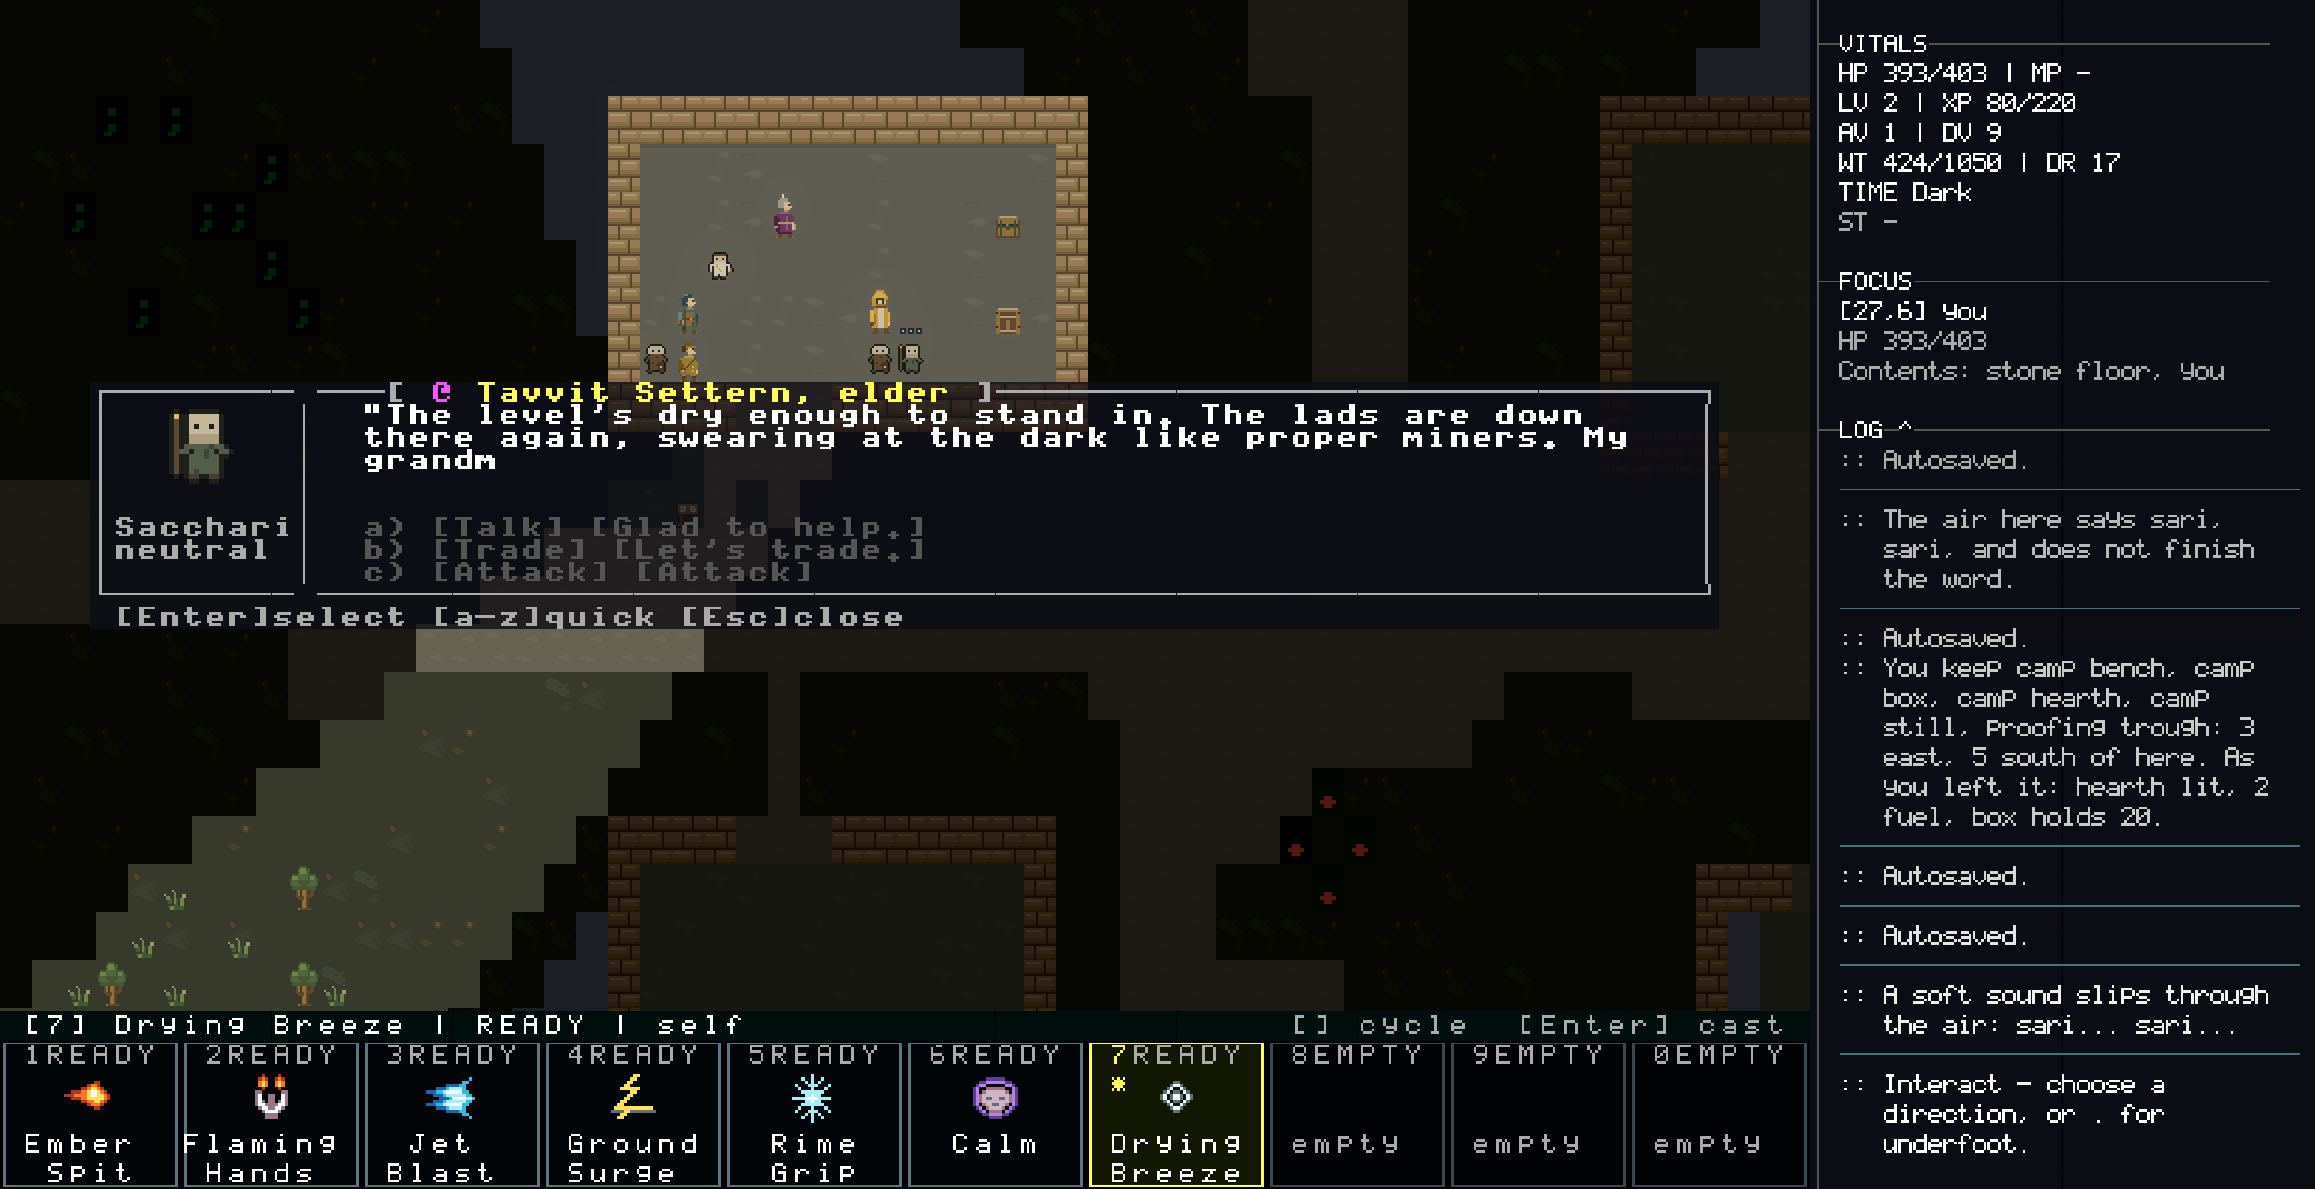 [ @ Tavvit Settern, elder ]
"The level's dry enough to stand in. The lads are down
there again, swearing at the dark like proper miners. My
grandm
Sacchari
neutral
a) [Talk] [Glad to help.]
b) [Trade] [Let's trade.]
c) [Attack] [Attack]
[Enter]select [a-z]quick [Esc]close
[7] Drying Breeze | READY | self
[] cycle [Enter] cast
1READY
Ember
Spit
2READY
Flaming
Hands
3READY
Jet
Blast
4READY
Ground
Surge
5READY
Rime
Grip
6READY
Calm
7READY
*
Drying
Breeze
8EMPTY
empty
9EMPTY
empty
0EMPTY
empty
VITALS
HP 393/403 | MP -
LV 2 | XP 80/220
AV 1 | DV 9
WT 424/1050 | DR 17
TIME Dark
ST -
FOCUS
[27,6] You
HP 393/403
Contents: stone floor, You
LOG ^
:: Autosaved.
:: The air here says sari,
sari, and does not finish
the word.
:: Autosaved.
:: You keep camp bench, camp
box, camp hearth, camp
still, Proofing trough: 3
east, 5 south of here. As
you left it: hearth lit, 2
fuel, box holds 20.
:: Autosaved.
:: Autosaved.
:: A soft sound slips through
the air: sari... sari...
:: Interact - choose a
direction, or . for
underfoot.